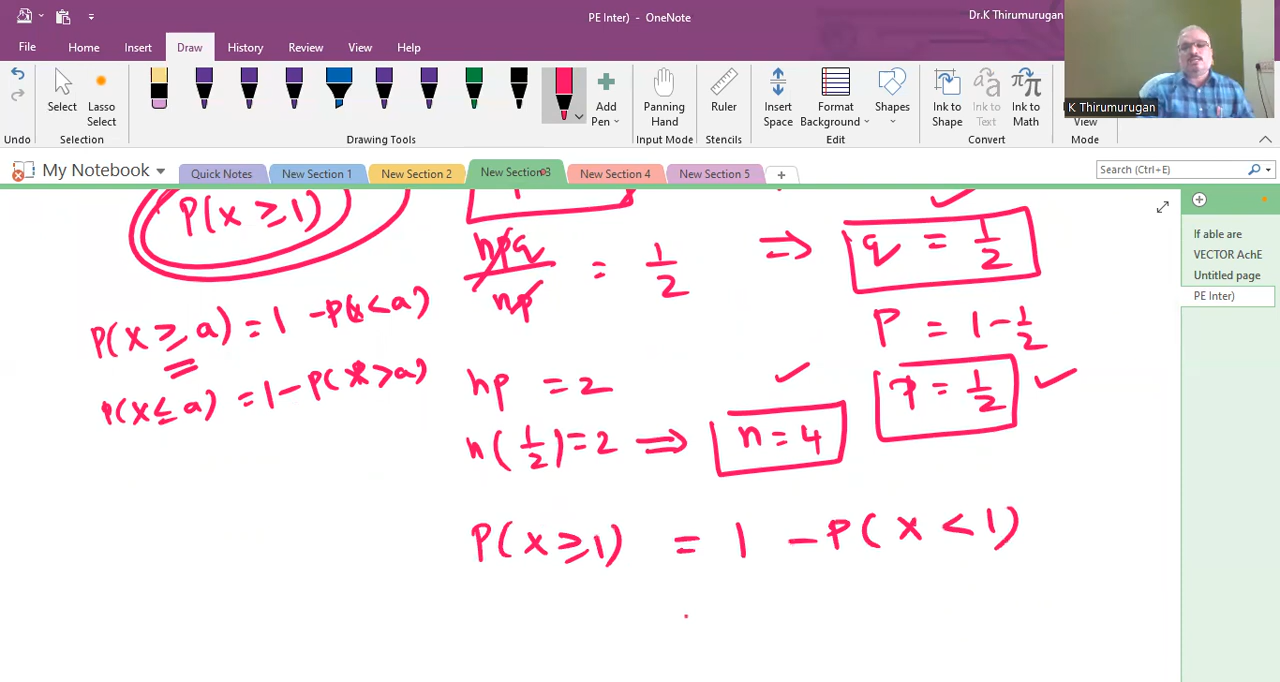 PE Inter) - OneNote
Dr.K Thirumurugan
File Home Insert Draw History Review View Help
Undo
Select
Lasso Select
Selection
Add Pen
Drawing Tools
Panning Hand
Input Mode
Ruler
Stencils
Insert Space
Format Background
Shapes
Edit
Ink to Shape
Ink to Text
Ink to Math
Convert
View
Mode
K Thirumurugan
My Notebook Quick Notes New Section 1 New Section 2 New Section 3 New Section 4 New Section 5 +
Search (Ctrl+E)
If able are
VECTOR AchE
Untitled page
PE Inter)
P(X ≥ 1)
npq/np = 1/2 ⇒ q = 1/2
P(X ≥ a) = 1 - P(X < a)
P = 1 - 1/2
P(X ≤ a) = 1 - P(X > a)
np = 2 ✓ P = 1/2 ✓
n(1/2) = 2 ⇒ n = 4
P(X ≥ 1) = 1 - P(X < 1)